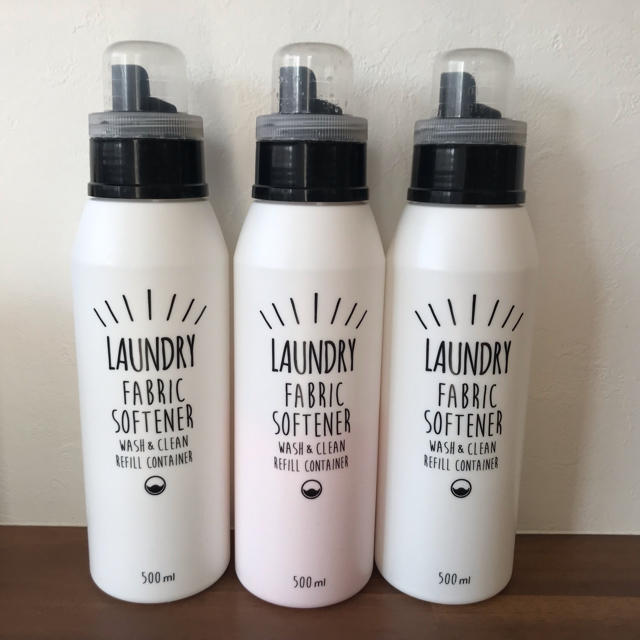 LAUNDRY
FABRIC
SOFTENER
WASH & CLEAN
REFILL CONTAINER
500ml
LAUNDRY
FABRIC
SOFTENER
WASH & CLEAN
REFILL CONTAINER
500ml
LAUNDRY
FABRIC
SOFTENER
WASH & CLEAN
REFILL CONTAINER
500ml